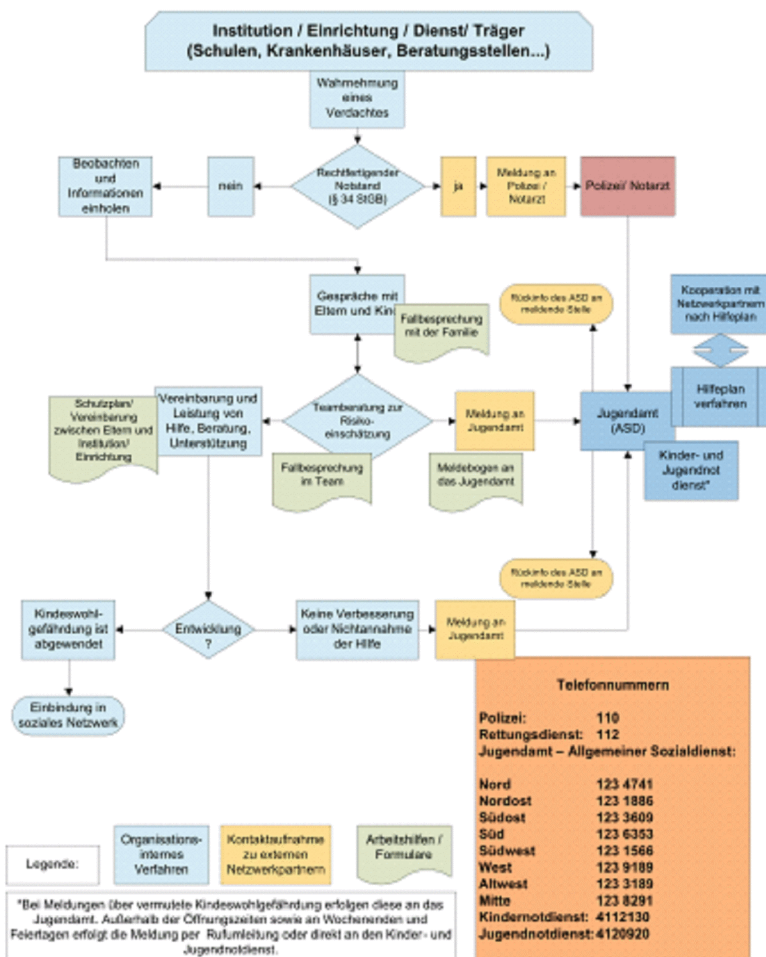 Institution / Einrichtung / Dienst/ Träger
(Schulen, Krankenhäuser, Beratungsstellen...)
Wahrnehmung
eines
Verdachtes
Beobachten
und
Informationen
einholen
nein
Rechtfertigender
Notstand
(§ 34 StGB)
ja
Meldung an
Polizei /
Notarzt
Polizei/ Notarzt
Gespräche mit
Eltern und Kind
Fallbesprechung
mit der Familie
Rückinfo des ASD an
meldende Stelle
Kooperation mit
Netzwerkpartnern
nach Hilfeplan
Schutzplan/
Vereinbarung
zwischen Eltern und
Institution/
Einrichtung
Vereinbarung und
Leistung von
Hilfe, Beratung,
Unterstützung
Teamberatung zur
Risiko-
einschätzung
Meldung an
Jugendamt
Jugendamt
(ASD)
Hilfeplan
verfahren
Fallbesprechung
im Team
Meldebogen an
das Jugendamt
Kinder- und
Jugendnot
dienst*
Rückinfo des ASD an
meldende Stelle
Kindeswohl-
gefährdung ist
abgewendet
Entwicklung
?
Keine Verbesserung
oder Nichtannahme
der Hilfe
Meldung an
Jugendamt
Einbindung in
soziales Netzwerk
Telefonnummern
Polizei: 110
Rettungsdienst: 112
Jugendamt – Allgemeiner Sozialdienst:
Nord 123 4741
Nordost 123 1886
Südost 123 3609
Süd 123 6353
Südwest 123 1566
West 123 9189
Altwest 123 3189
Mitte 123 8291
Kindernotdienst: 4112130
Jugendnotdienst: 4120920
Legende:
Organisations-
internes
Verfahren
Kontaktaufnahme
zu externen
Netzwerkpartnern
Arbeitshilfen /
Formulare
*Bei Meldungen über vermutete Kindeswohlgefährdung erfolgen diese an das
Jugendamt. Außerhalb der Öffnungszeiten sowie an Wochenenden und
Feiertagen erfolgt die Meldung per Rufumleitung oder direkt an den Kinder- und
Jugendnotdienst.